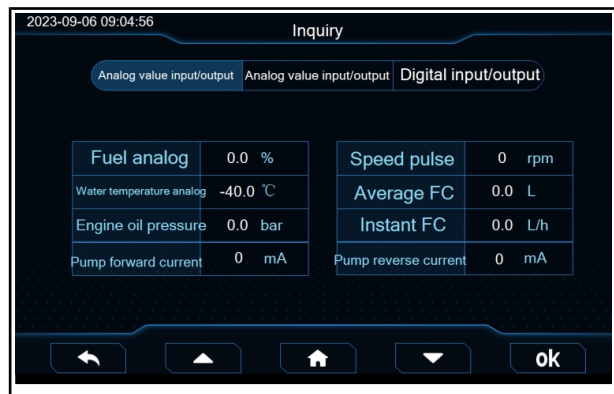 2023-09-06 09:04:56
Inquiry
Analog value input/output Analog value input/output Digital input/output
Fuel analog 0.0 % Speed pulse 0 rpm
Water temperature analog -40.0 ℃ Average FC 0.0 L
Engine oil pressure 0.0 bar Instant FC 0.0 L/h
Pump forward current 0 mA Pump reverse current 0 mA
ok